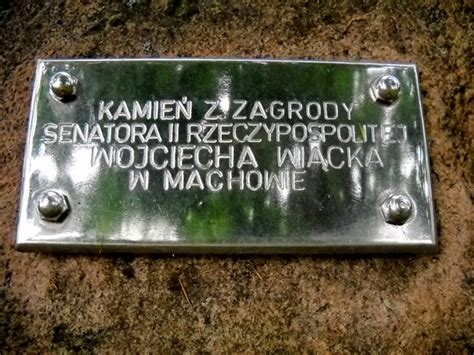 KAMIEŃ Z ZAGRODY
SENATORA II RZECZYPOSPOLITEJ
WOJCIECHA WIĄCKA
W MACHOWIE